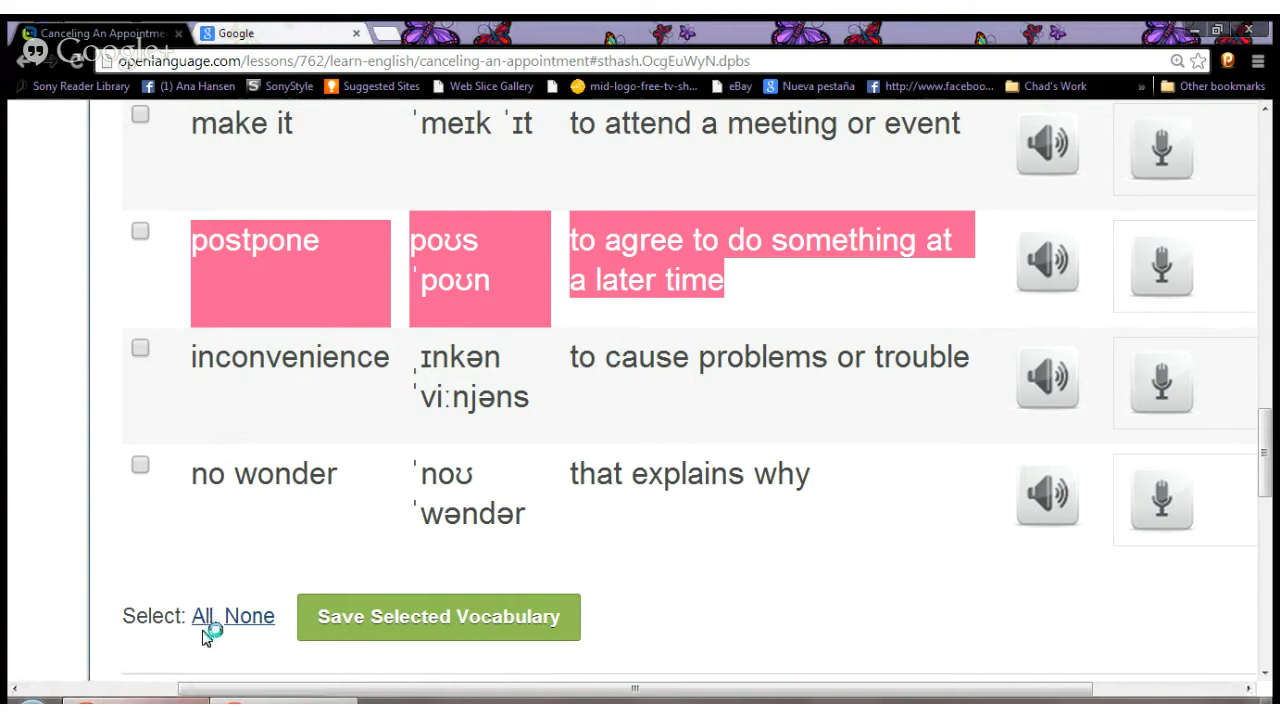 Canceling An Appointme
Google
Google+
openlanguage.com/lessons/762/learn-english/canceling-an-appointment#sthash.OcgEuWyN.dpbs
Sony Reader Library (1) Ana Hansen SonyStyle Suggested Sites Web Slice Gallery mid-logo-free-tv-sh... eBay Nueva pestaña http://www.faceboo... Chad's Work » Other bookmarks
make it ˈmeɪk ˈɪt to attend a meeting or event
postpone poʊs to agree to do something at
ˈpoʊn a later time
inconvenience ˌɪnkən to cause problems or trouble
ˈviːnjəns
no wonder ˈnoʊ that explains why
ˈwəndər
Select: All, None Save Selected Vocabulary